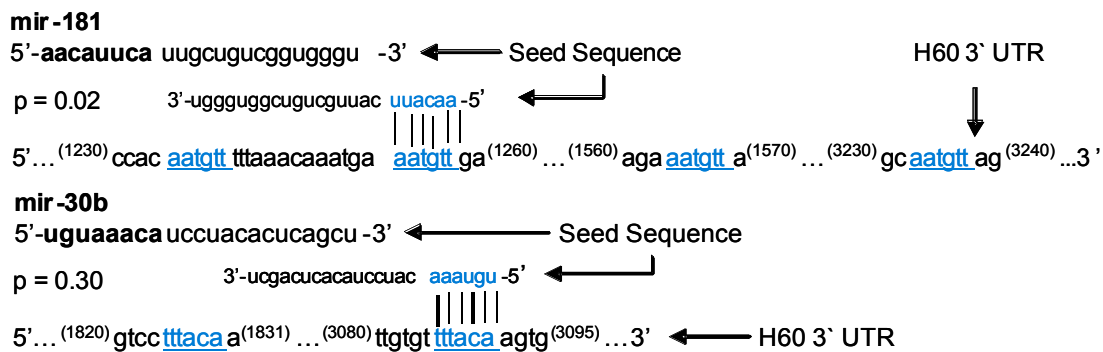 mir-181
5'-aacauuca uugcugucggugggu -3' Seed Sequence H60 3` UTR
p = 0.02 3'-uggguggcugucguuac uuacaa -5'
5'… (1230) ccac aatgtt tttaaacaaatga aatgtt ga (1260) … (1560) aga aatgtt a (1570) … (3230) gc aatgtt ag (3240) ...3 '
mir-30b
5'-uguaaaca uccuacacucagcu -3' Seed Sequence
p = 0.30 3'-ucgacucacauccuac aaaugu -5'
5'… (1820) gtcc tttaca a (1831) … (3080) ttgtgt tttaca agtg (3095) …3' H60 3` UTR